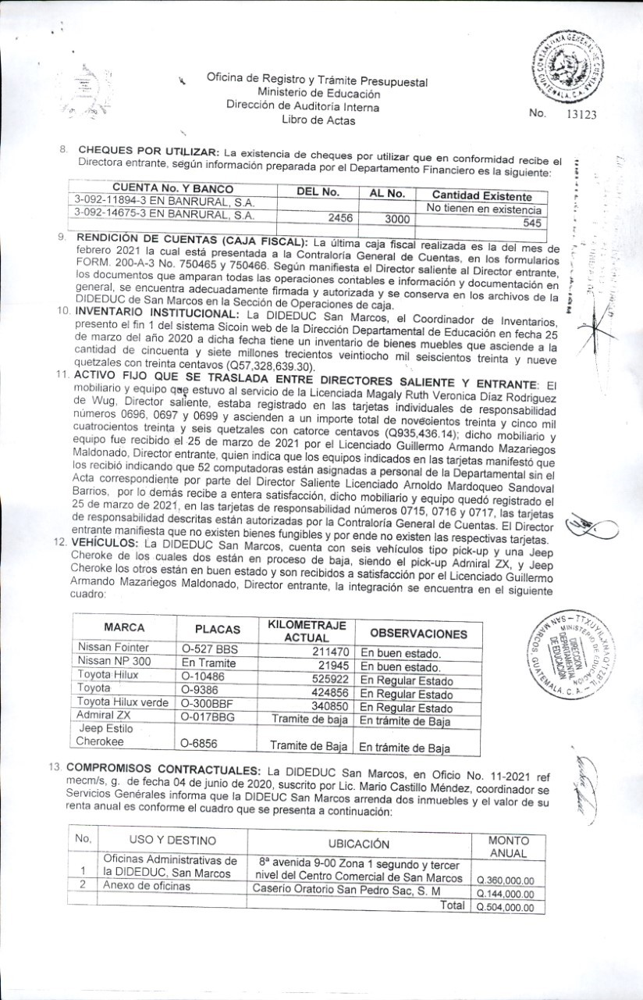 CONTRALORÍA GENERAL DE CUENTAS
GUATEMALA, C.A.
Oficina de Registro y Trámite Presupuestal
Ministerio de Educación
Dirección de Auditoría Interna
Libro de Actas
No. 13123
8. CHEQUES POR UTILIZAR: La existencia de cheques por utilizar que en conformidad recibe el
Directora entrante, según información preparada por el Departamento Financiero es la siguiente:
CUENTA No. Y BANCO DEL No. AL No. Cantidad Existente
3-092-11894-3 EN BANRURAL, S.A. No tienen en existencia
3-092-14675-3 EN BANRURAL, S.A. 2456 3000 545
9. RENDICIÓN DE CUENTAS (CAJA FISCAL): La última caja fiscal realizada es la del mes de
febrero 2021 la cual está presentada a la Contraloría General de Cuentas, en los formularios
FORM. 200-A-3 No. 750465 y 750466. Según manifiesta el Director saliente al Director entrante,
los documentos que amparan todas las operaciones contables e información y documentación en
general, se encuentra adecuadamente firmada y autorizada y se conserva en los archivos de la
DIDEDUC de San Marcos en la Sección de Operaciones de caja.
10. INVENTARIO INSTITUCIONAL: La DIDEDUC San Marcos, el Coordinador de Inventarios,
presento el fin 1 del sistema Sicoin web de la Dirección Departamental de Educación en fecha 25
de marzo del año 2020 a dicha fecha tiene un inventario de bienes muebles que asciende a la
cantidad de cincuenta y siete millones trecientos veintiocho mil seiscientos treinta y nueve
quetzales con treinta centavos (Q57,328,639.30).
11. ACTIVO FIJO QUE SE TRASLADA ENTRE DIRECTORES SALIENTE Y ENTRANTE: El
mobiliario y equipo que estuvo al servicio de la Licenciada Magaly Ruth Veronica Díaz Rodriguez
de Wug, Director saliente, estaba registrado en las tarjetas individuales de responsabilidad
números 0696, 0697 y 0699 y ascienden a un importe total de novecientos treinta y cinco mil
cuatrocientos treinta y seis quetzales con catorce centavos (Q935,436.14); dicho mobiliario y
equipo fue recibido el 25 de marzo de 2021 por el Licenciado Guillermo Armando Mazariegos
Maldonado, Director entrante, quien indica que los equipos indicados en las tarjetas manifestó que
los recibió indicando que 52 computadoras están asignadas a personal de la Departamental sin el
Acta correspondiente por parte del Director Saliente Licenciado Arnoldo Mardoqueo Sandoval
Barrios, por lo demás recibe a entera satisfacción, dicho mobiliario y equipo quedó registrado el
25 de marzo de 2021, en las tarjetas de responsabilidad números 0715, 0716 y 0717, las tarjetas
de responsabilidad descritas están autorizadas por la Contraloría General de Cuentas. El Director
entrante manifiesta que no existen bienes fungibles y por ende no existen las respectivas tarjetas.
12. VEHÍCULOS: La DIDEDUC San Marcos, cuenta con seis vehículos tipo pick-up y una Jeep
Cheroke de los cuales dos están en proceso de baja, siendo el pick-up Admiral ZX, y Jeep
Cheroke los otros están en buen estado y son recibidos a satisfacción por el Licenciado Guillermo
Armando Mazariegos Maldonado, Director entrante, la integración se encuentra en el siguiente
cuadro:
MARCA PLACAS KILOMETRAJE ACTUAL OBSERVACIONES
Nissan Fointer O-527 BBS 211470 En buen estado.
Nissan NP 300 En Tramite 21945 En buen estado.
Toyota Hilux O-10486 525922 En Regular Estado
Toyota O-9386 424856 En Regular Estado
Toyota Hilux verde O-300BBF 340850 En Regular Estado
Admiral ZX O-017BBG Tramite de baja En trámite de Baja
Jeep Estilo
Cherokee O-6856 Tramite de Baja En trámite de Baja
MINISTERIO DE EDUCACIÓN
DIRECCIÓN
DEPARTAMENTAL
DE EDUCACIÓN
SAN MARCOS, GUATEMALA, C. A.
13. COMPROMISOS CONTRACTUALES: La DIDEDUC San Marcos, en Oficio No. 11-2021 ref
mecm/s, g. de fecha 04 de junio de 2020, suscrito por Lic. Mario Castillo Méndez, coordinador se
Servicios Genérales informa que la DIDEUC San Marcos arrenda dos inmuebles y el valor de su
renta anual es conforme el cuadro que se presenta a continuación:
No. USO Y DESTINO UBICACIÓN MONTO ANUAL
1 Oficinas Administrativas de la DIDEDUC, San Marcos 8ª avenida 9-00 Zona 1 segundo y tercer nivel del Centro Comercial de San Marcos Q.360,000.00
2 Anexo de oficinas Caserio Oratorio San Pedro Sac, S. M Q.144,000.00
Total Q.504,000.00